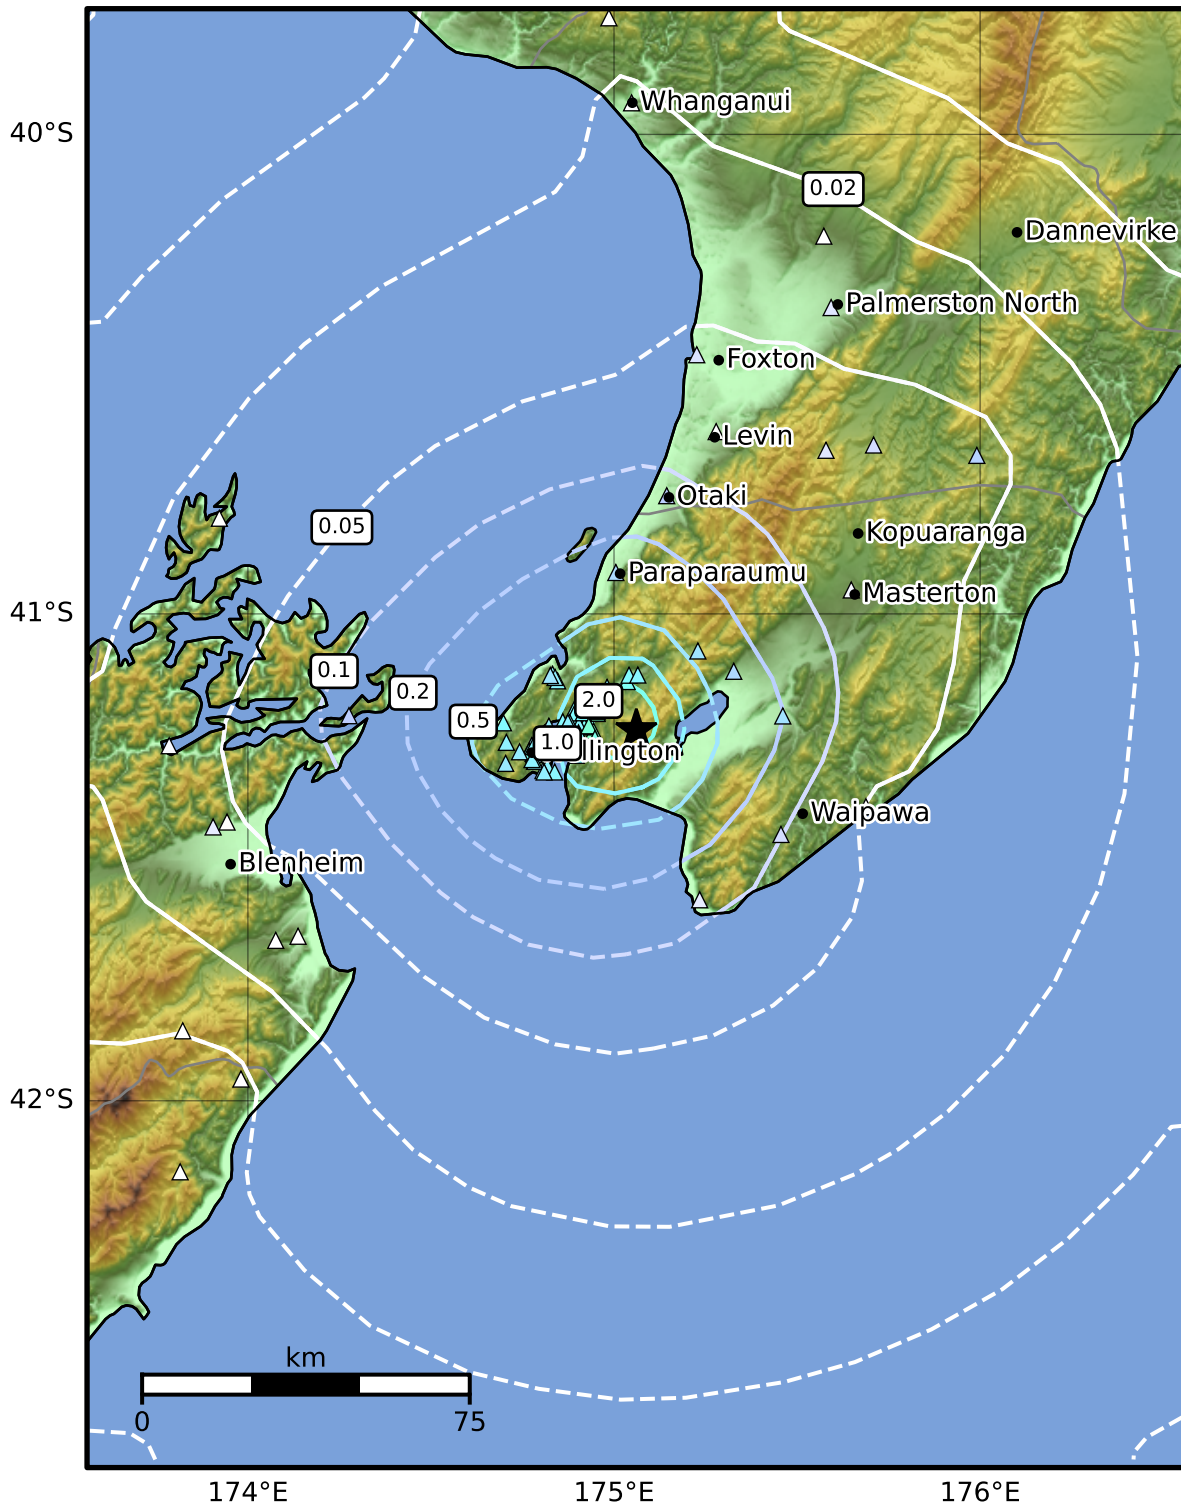 Whanganui
40°S
0.02
Dannevirke
Palmerston North
Foxton
Levin
Otaki
0.05
Kopuaranga
Paraparaumu
Masterton
41°S
0.1
0.2
2.0
0.5
1.0
llington
Waipawa
Blenheim
42°S
km
0 75
174°E 175°E 176°E